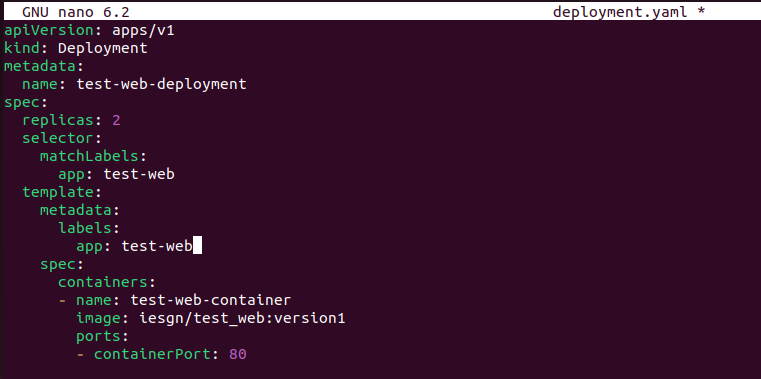 GNU nano 6.2 deployment.yaml *
apiVersion: apps/v1
kind: Deployment
metadata:
  name: test-web-deployment
spec:
  replicas: 2
  selector:
    matchLabels:
      app: test-web
  template:
    metadata:
      labels:
        app: test-web
    spec:
      containers:
      - name: test-web-container
        image: iesgn/test_web:version1
        ports:
        - containerPort: 80